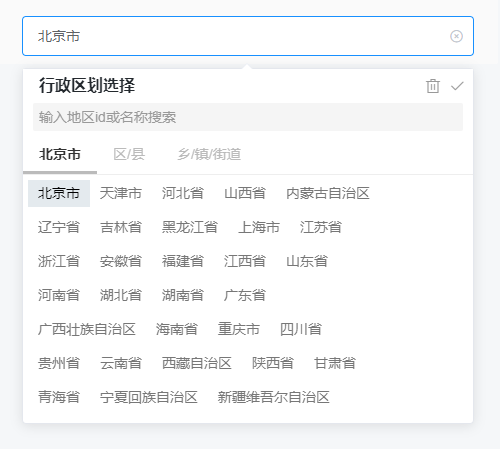 北京市
行政区划选择
输入地区id或名称搜索
北京市 区/县 乡/镇/街道
北京市 天津市 河北省 山西省 内蒙古自治区
辽宁省 吉林省 黑龙江省 上海市 江苏省
浙江省 安徽省 福建省 江西省 山东省
河南省 湖北省 湖南省 广东省
广西壮族自治区 海南省 重庆市 四川省
贵州省 云南省 西藏自治区 陕西省 甘肃省
青海省 宁夏回族自治区 新疆维吾尔自治区